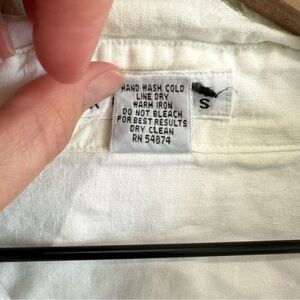 HAND WASH COLD
LINE DRY
WARM IRON
DO NOT BLEACH
FOR BEST RESULTS
DRY CLEAN
RN 54874
S